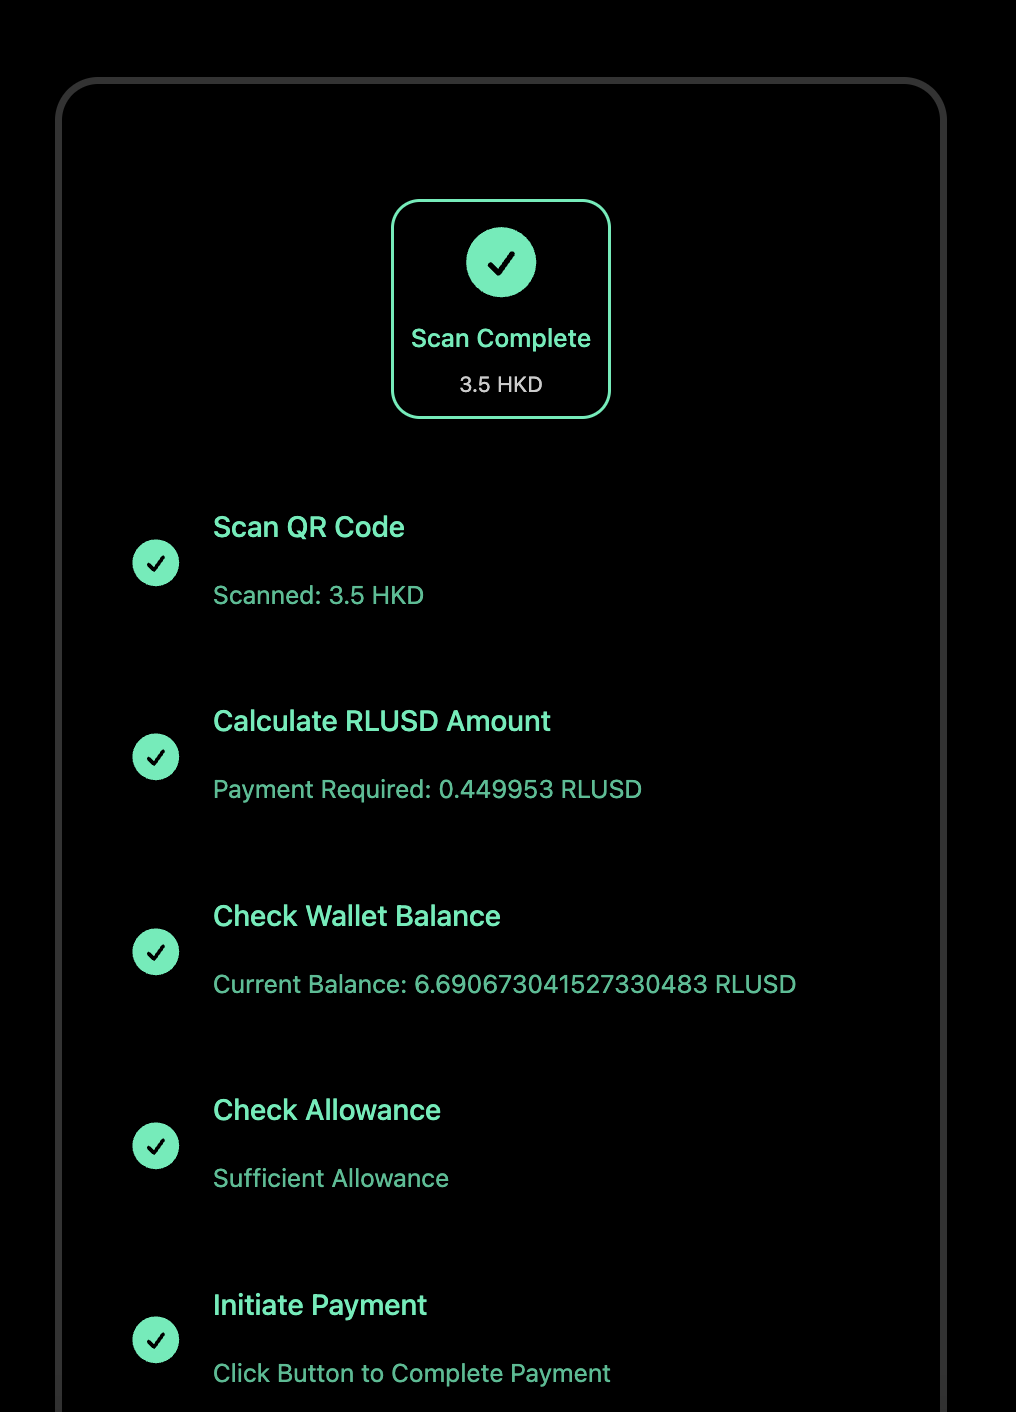 Scan Complete
3.5 HKD
Scan QR Code
Scanned: 3.5 HKD
Calculate RLUSD Amount
Payment Required: 0.449953 RLUSD
Check Wallet Balance
Current Balance: 6.690673041527330483 RLUSD
Check Allowance
Sufficient Allowance
Initiate Payment
Click Button to Complete Payment